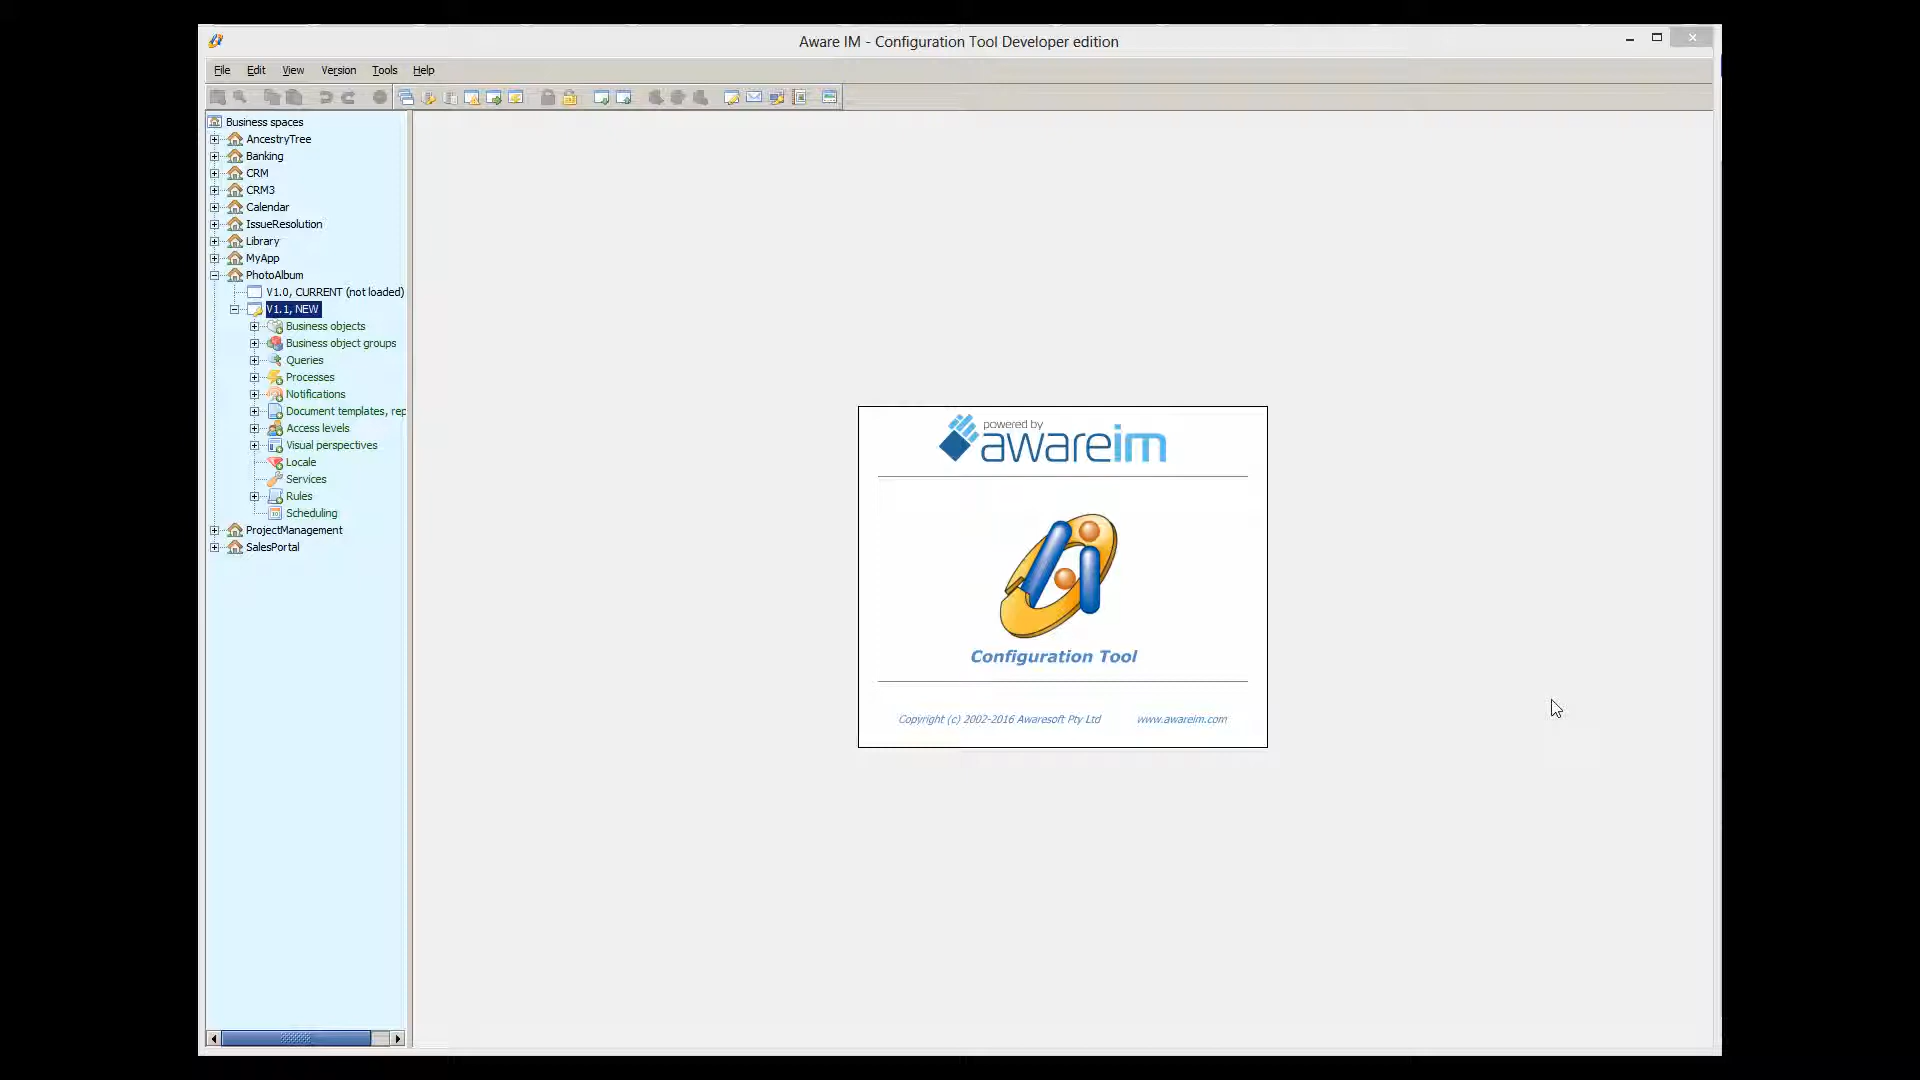 Aware IM - Configuration Tool Developer edition
File Edit View Version Tools Help
Business spaces
AncestryTree
Banking
CRM
CRM3
Calendar
IssueResolution
Library
MyApp
PhotoAlbum
V1.0, CURRENT (not loaded)
V1.1, NEW
Business objects
Business object groups
Queries
Processes
Notifications
Document templates, rep
Access levels
Visual perspectives
Locale
Services
Rules
Scheduling
ProjectManagement
SalesPortal
powered by
awareim
Configuration Tool
Copyright (c) 2002-2016 Awaresoft Pty Ltd www.awareim.com